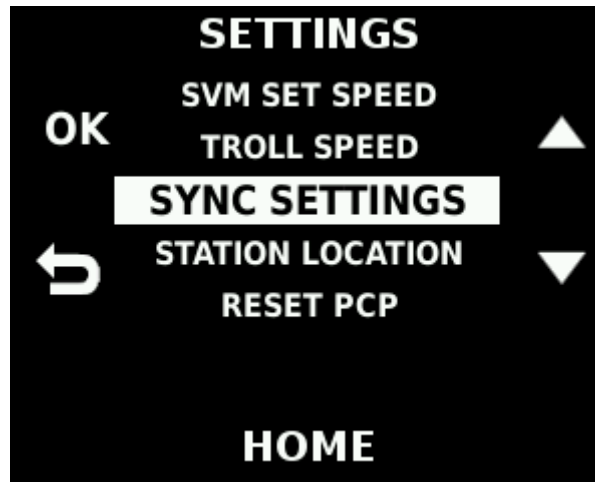 SETTINGS
SVM SET SPEED
OK
TROLL SPEED
SYNC SETTINGS
STATION LOCATION
RESET PCP
HOME